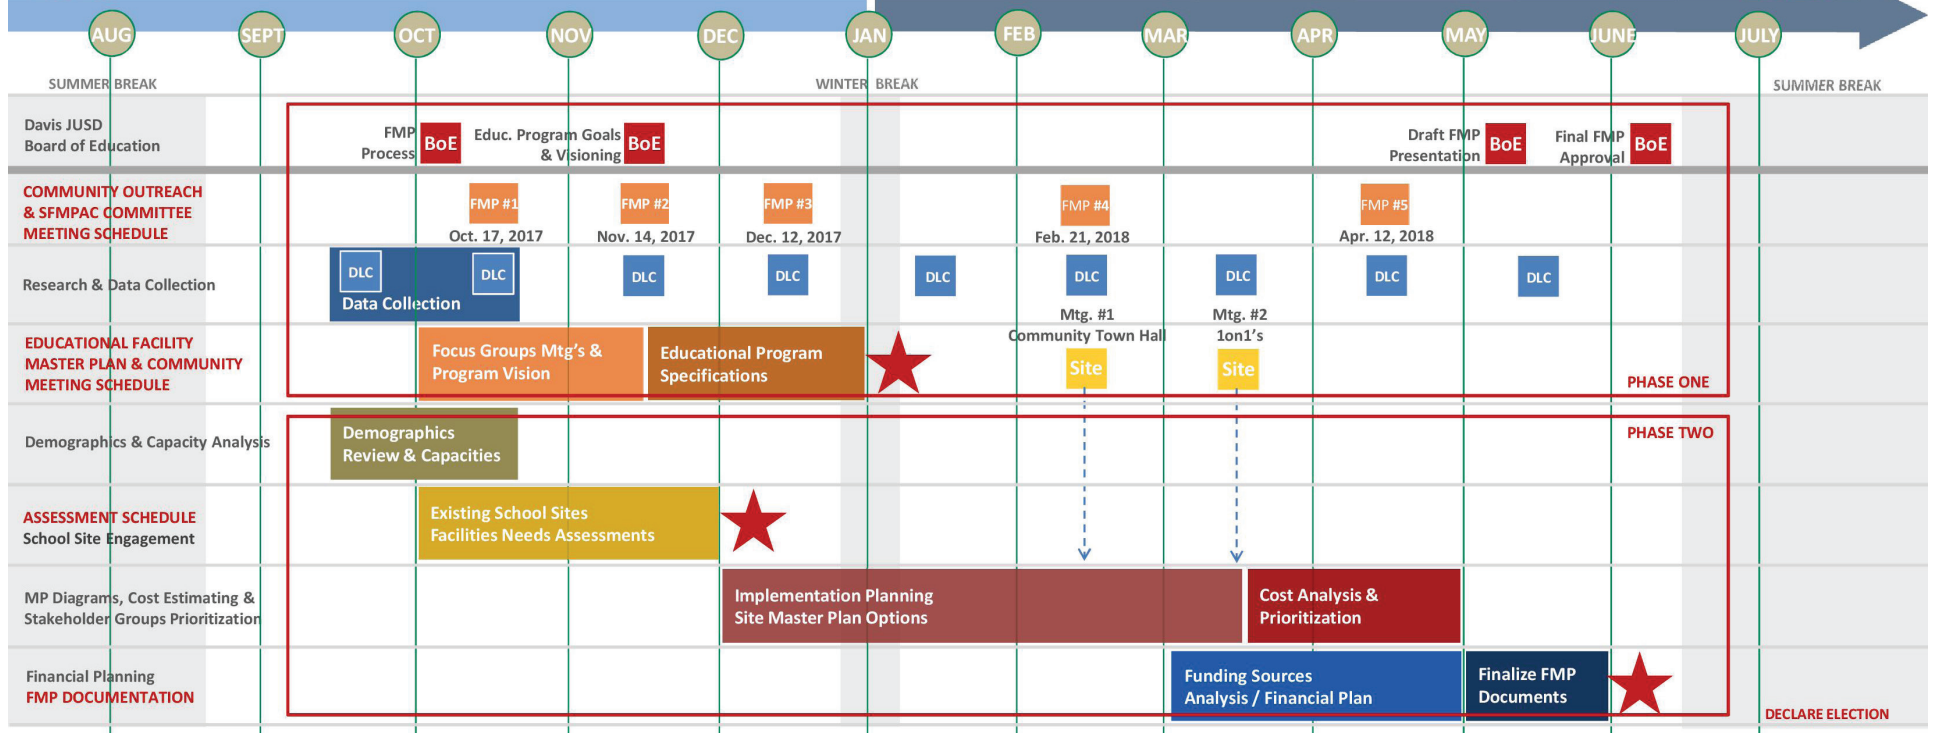 AUG SEPT OCT NOV DEC JAN FEB MAR APR MAY JUNE JULY
SUMMER BREAK WINTER BREAK SUMMER BREAK
Davis JUSD
Board of Education
FMP
Process
BoE
Educ. Program Goals
& Visioning
BoE
Draft FMP
Presentation
BoE
Final FMP
Approval
BoE
COMMUNITY OUTREACH
& SFMPAC COMMITTEE
MEETING SCHEDULE
FMP #1
Oct. 17, 2017
FMP #2
Nov. 14, 2017
FMP #3
Dec. 12, 2017
FMP #4
Feb. 21, 2018
FMP #5
Apr. 12, 2018
Research & Data Collection
DLC DLC DLC DLC DLC DLC DLC DLC DLC
Data Collection
Mtg. #1
Community Town Hall
Mtg. #2
1on1's
EDUCATIONAL FACILITY
MASTER PLAN & COMMUNITY
MEETING SCHEDULE
Focus Groups Mtg's &
Program Vision
Educational Program
Specifications
Site
Site
PHASE ONE
Demographics & Capacity Analysis
Demographics
Review & Capacities
PHASE TWO
ASSESSMENT SCHEDULE
School Site Engagement
Existing School Sites
Facilities Needs Assessments
MP Diagrams, Cost Estimating &
Stakeholder Groups Prioritization
Implementation Planning
Site Master Plan Options
Cost Analysis &
Prioritization
Financial Planning
FMP DOCUMENTATION
Funding Sources
Analysis / Financial Plan
Finalize FMP
Documents
DECLARE ELECTION